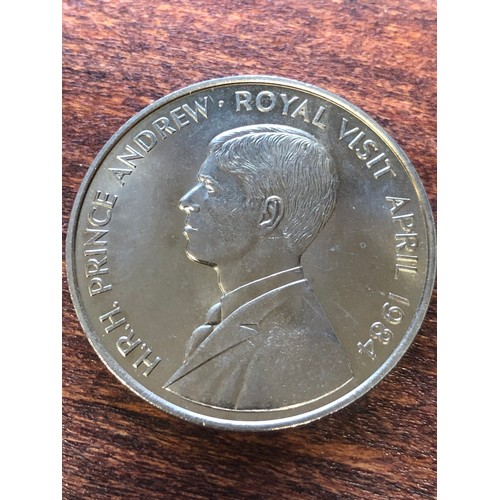 H.R.H. PRINCE ANDREW · ROYAL VISIT APRIL 1984